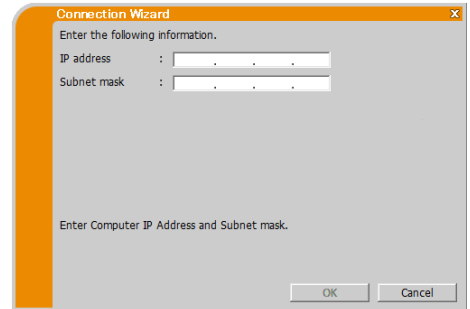 Connection Wizard x
Enter the following information.
IP address : . . .
Subnet mask : . . .
Enter Computer IP Address and Subnet mask.
OK Cancel